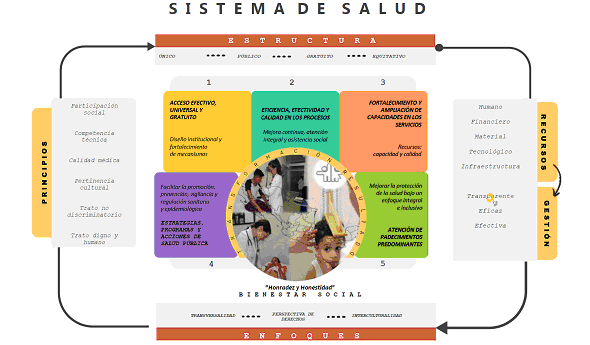 SISTEMA DE SALUD
ESTRUCTURA
ÚNICO PÚBLICO GRATUITO EQUITATIVO
1 2 3
ACCESO EFECTIVO,
UNIVERSAL Y
GRATUITO
Diseño institucional y
fortalecimiento
de mecanismos
EFICIENCIA, EFECTIVIDAD Y
CALIDAD EN LOS PROCESOS
Mejora continua, atención
integral y asistencia social
FORTALECIMIENTO Y
AMPLIACIÓN DE
CAPACIDADES EN LOS
SERVICIOS
Recursos:
capacidad y calidad
PRINCIPIOS
Participación
social
Competencia
técnica
Calidad médica
Pertinencia
cultural
Trato no
discriminatorio
Trato digno y
humano
Facilitar la promoción,
prevención, vigilancia y
regulación sanitaria
y epidemiológica
ESTRATEGIAS,
PROGRAMAS Y
ACCIONES DE
SALUD PÚBLICA
TRANSFORMACIÓN RESULTADO
Mejorar la protección
de la salud bajo un
enfoque integral
e inclusivo
ATENCIÓN DE
PADECIMIENTOS
PREDOMINANTES
4 5
Humano
Financiero
Material
Tecnológico
Infraestructura
RECURSOS
Transparente
Eficaz
Efectiva
GESTIÓN
"Honradez y Honestidad"
BIENESTAR SOCIAL
TRANSVERSALIDAD PERSPECTIVA DE INTERCULTURALIDAD
DERECHOS
ENFOQUES